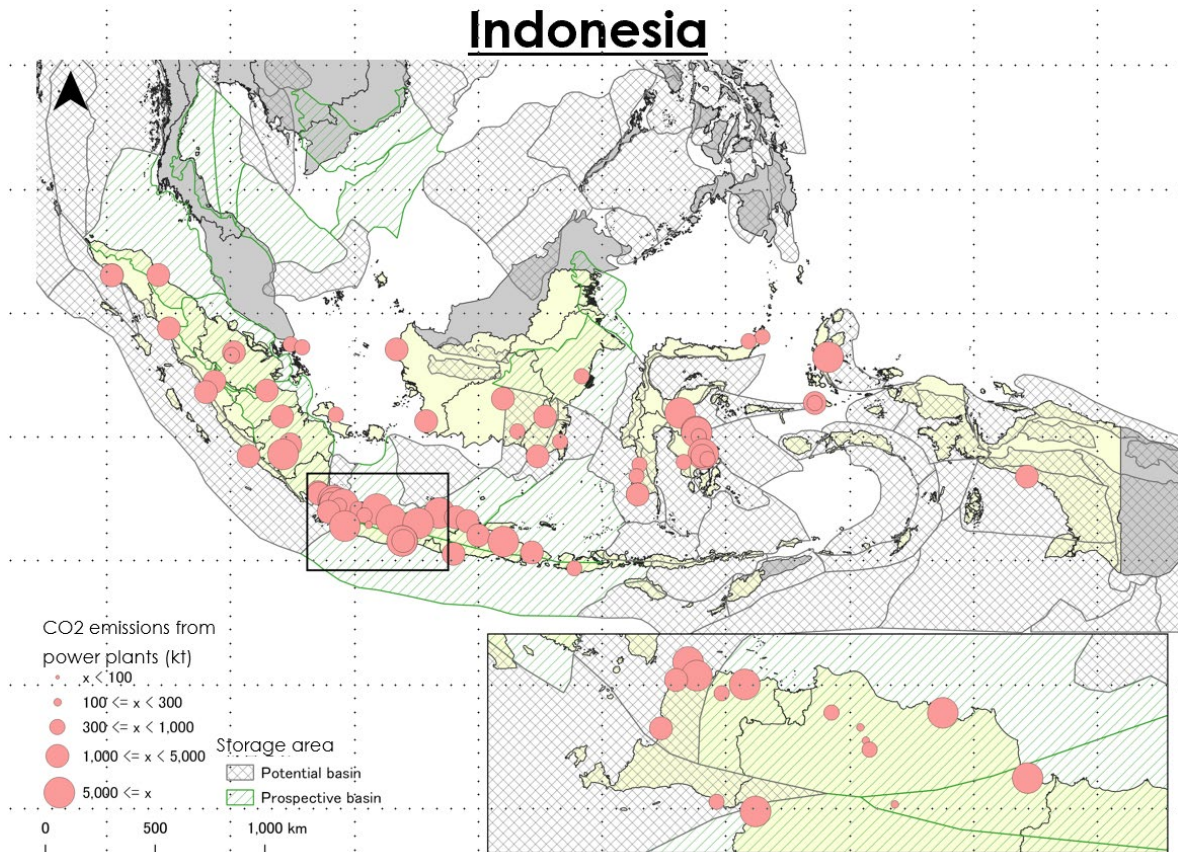 Indonesia
CO2 emissions from
power plants (kt)
x < 100
100 <= x < 300
300 <= x < 1,000
1,000 <= x < 5,000
5,000 <= x
Storage area
Potential basin
Prospective basin
0 500 1,000 km